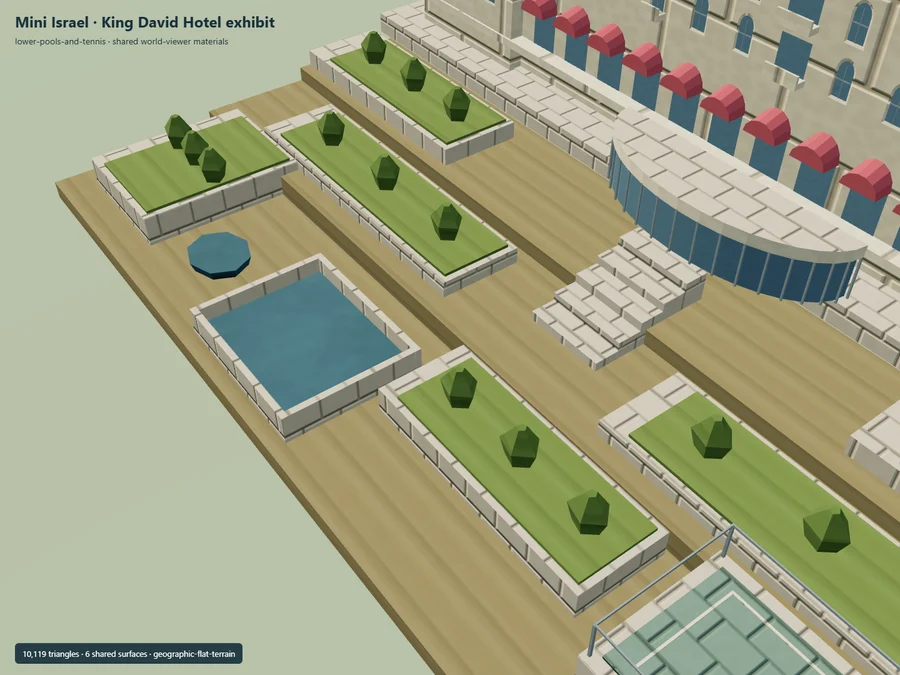 Mini Israel · King David Hotel exhibit
lower-pools-and-tennis · shared world-viewer materials
10,119 triangles · 6 shared surfaces · geographic-flat-terrain